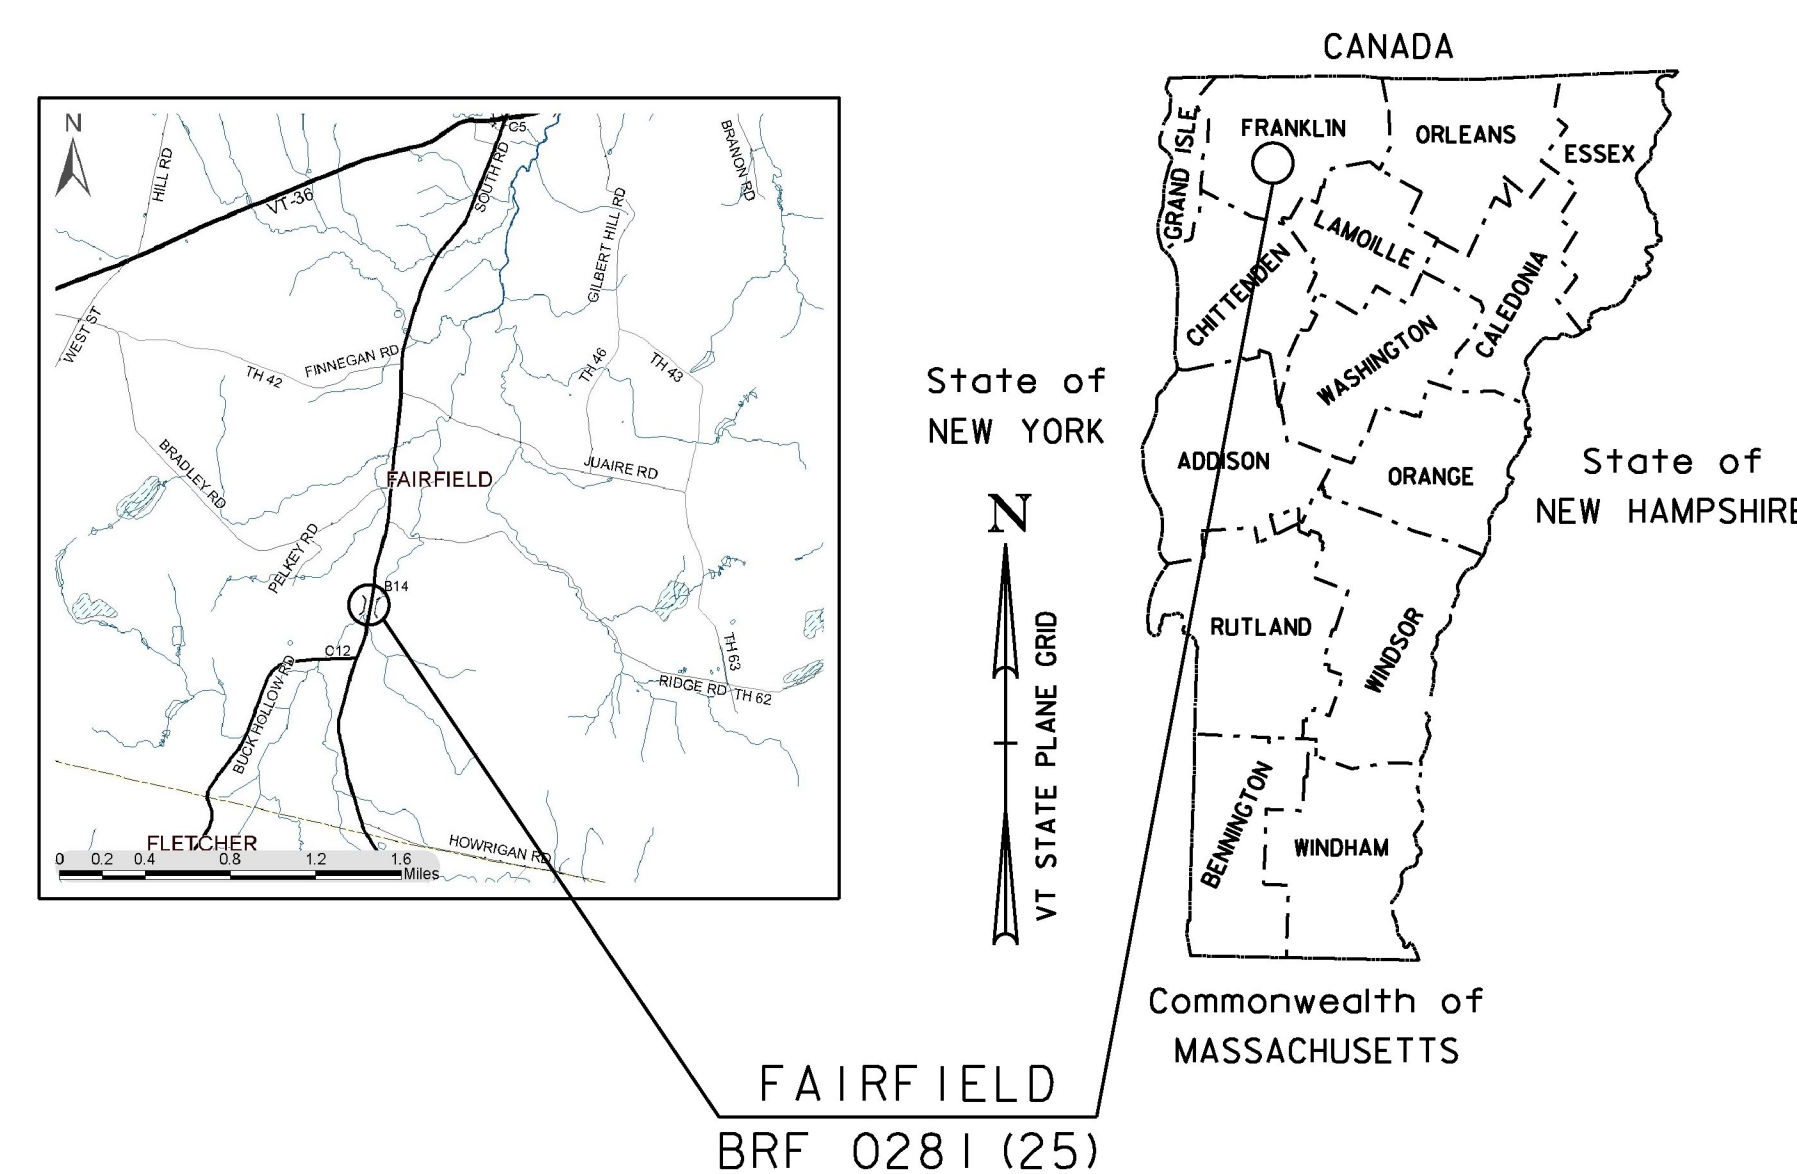 CANADA
N
C5
HILL RD
SOUTH RD
BRANON RD
VT-36
GILBERT HILL RD
WEST ST
FINNEGAN RD
TH 42
TH 46
TH 43
BRADLEY RD
FAIRFIELD
JUAIRE RD
PELKEY RD
B14
C12
BUCK HOLLOW RD
TH 63
RIDGE RD TH 62
FLETCHER
HOWRIGAN RD
0 0.2 0.4 0.8 1.2 1.6
Miles
GRAND ISLE
FRANKLIN
ORLEANS
ESSEX
LAMOILLE
CHITTENDEN
CALEDONIA
WASHINGTON
State of
NEW YORK
ADDISON
ORANGE
State of
NEW HAMPSHIRE
N
VT STATE PLANE GRID
RUTLAND
WINDSOR
BENNINGTON
WINDHAM
Commonwealth of
MASSACHUSETTS
FAIRFIELD
BRF 0281 (25)